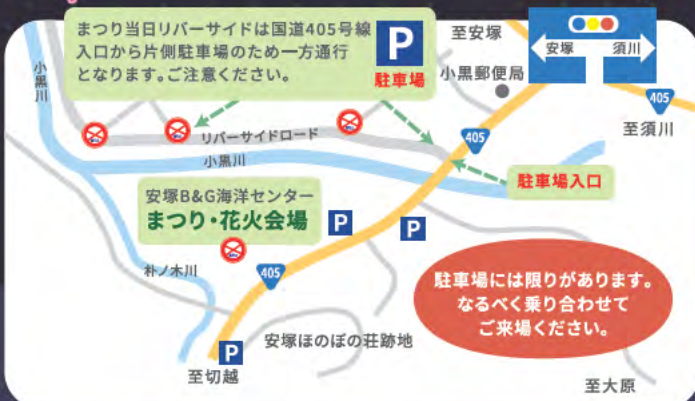 まつり当日リバーサイドは国道405号線
入口から片側駐車場のため一方通行
となります。ご注意ください。
P
駐車場
至安塚
安塚
須川
小黒郵便局
405
至須川
小黒川
リバーサイドロード
405
小黒川
駐車場入口
安塚B&G海洋センター
まつり・花火会場
P
P
朴ノ木川
405
駐車場には限りがあります。
なるべく乗り合わせて
ご来場ください。
P
安塚ほのぼの荘跡地
至切越
至大原